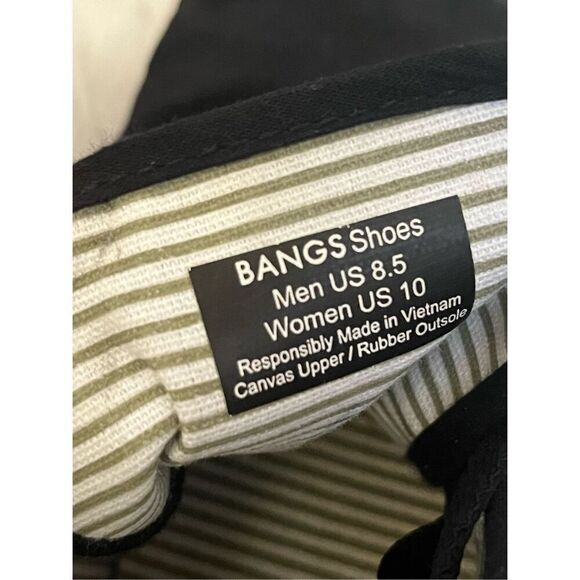 BANGS Shoes
Men US 8.5
Women US 10
Responsibly Made in Vietnam
Canvas Upper / Rubber Outsole